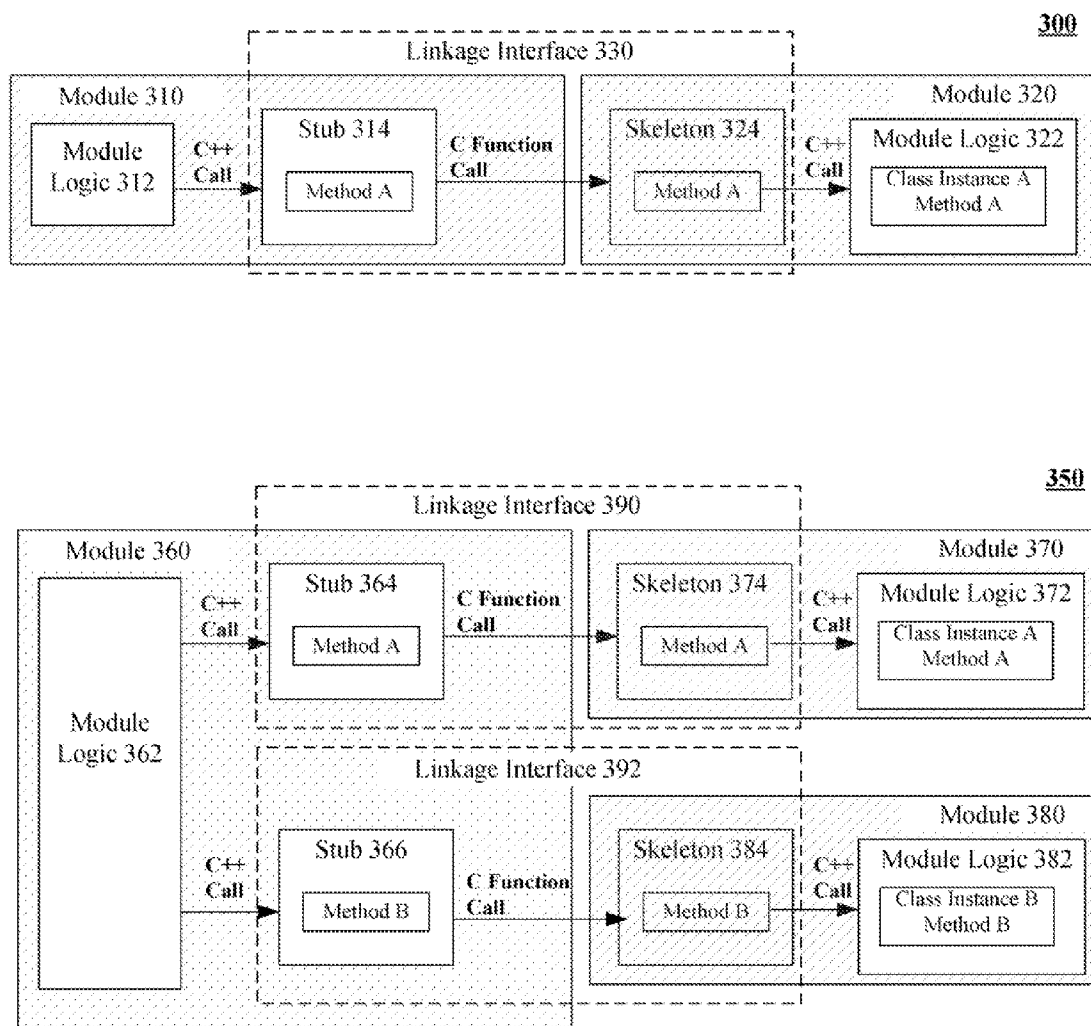 300
Linkage Interface 330
Module 310
Module 320
Module
Logic 312
C++
Call
Stub 314
Method A
C Function
Call
Skeleton 324
Method A
C++
Call
Module Logic 322
Class Instance A
Method A
350
Linkage Interface 390
Module 360
Module 370
Module
Logic 362
C++
Call
Stub 364
Method A
C Function
Call
Skeleton 374
Method A
C++
Call
Module Logic 372
Class Instance A
Method A
Linkage Interface 392
Module 380
C++
Call
Stub 366
Method B
C Function
Call
Skeleton 384
Method B
C++
Call
Module Logic 382
Class Instance B
Method B